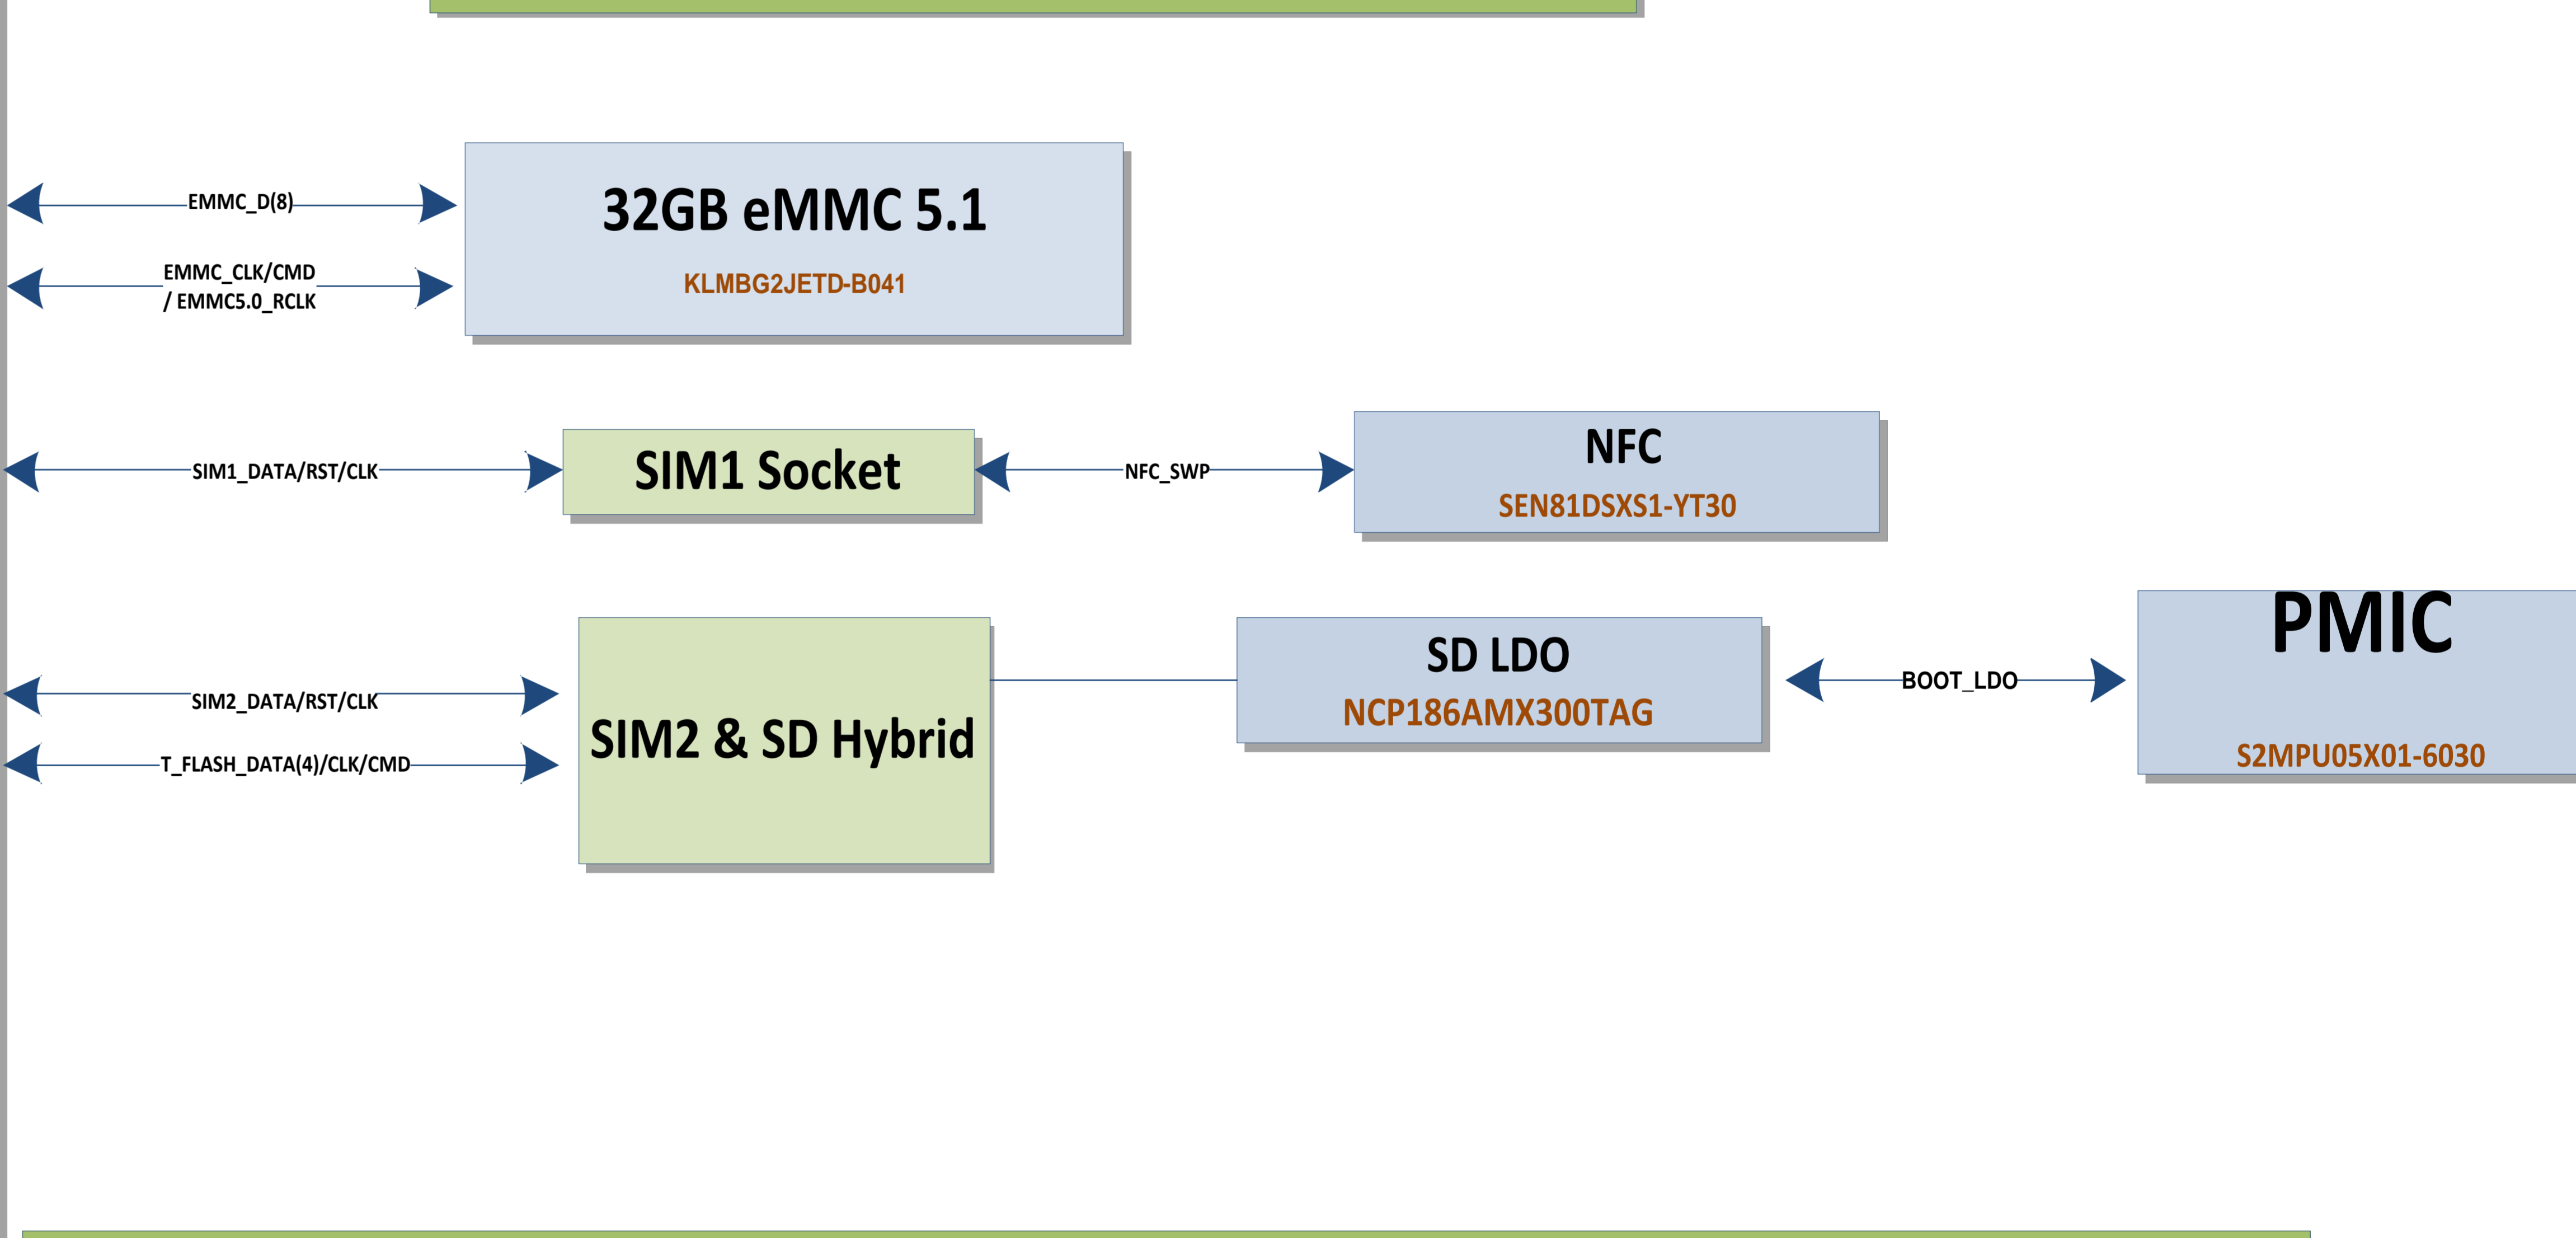 EMMC_D(8)
32GB eMMC 5.1
EMMC_CLK/CMD
/ EMMC5.0_RCLK
KLMBG2JETD-B041
SIM1_DATA/RST/CLK
SIM1 Socket
NFC_SWP
NFC
SEN81DSXS1-YT30
SIM2_DATA/RST/CLK
T_FLASH_DATA(4)/CLK/CMD
SIM2 & SD Hybrid
SD LDO
NCP186AMX300TAG
BOOT_LDO
PMIC
S2MPU05X01-6030